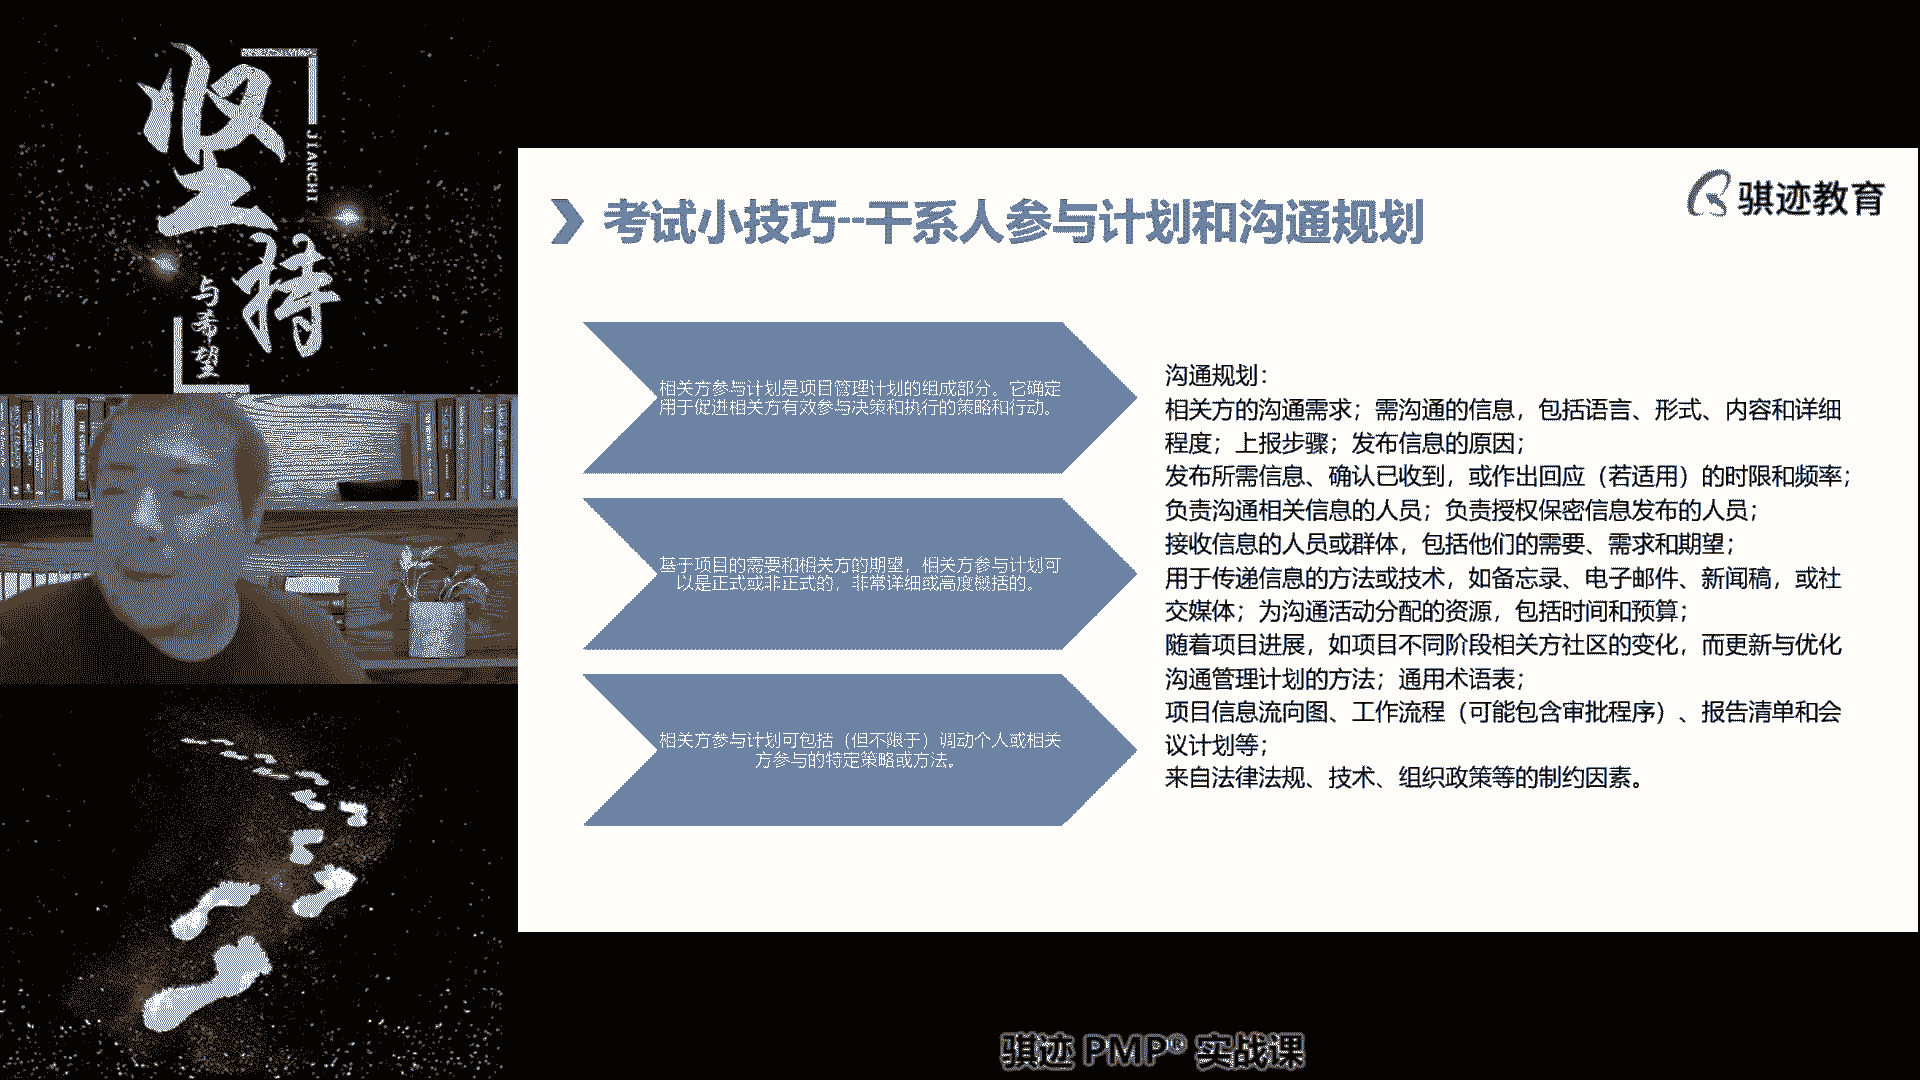 坚持
JIANCHI
与希望
骐迹教育
考试小技巧--干系人参与计划和沟通规划
相关方参与计划是项目管理计划的组成部分。它确定
用于促进相关方有效参与决策和执行的策略和行动。
基于项目的需要和相关方的期望，相关方参与计划可
以是正式或非正式的，非常详细或高度概括的。
相关方参与计划可包括（但不限于）调动个人或相关
方参与的特定策略或方法。
沟通规划：
相关方的沟通需求；需沟通的信息，包括语言、形式、内容和详细
程度；上报步骤；发布信息的原因；
发布所需信息、确认已收到，或作出回应（若适用）的时限和频率；
负责沟通相关信息的人员；负责授权保密信息发布的人员；
接收信息的人员或群体，包括他们的需要、需求和期望；
用于传递信息的方法或技术，如备忘录、电子邮件、新闻稿，或社
交媒体；为沟通活动分配的资源，包括时间和预算；
随着项目进展，如项目不同阶段相关方社区的变化，而更新与优化
沟通管理计划的方法；通用术语表；
项目信息流向图、工作流程（可能包含审批程序）、报告清单和会
议计划等；
来自法律法规、技术、组织政策等的制约因素。
骐迹 PMP® 实战课